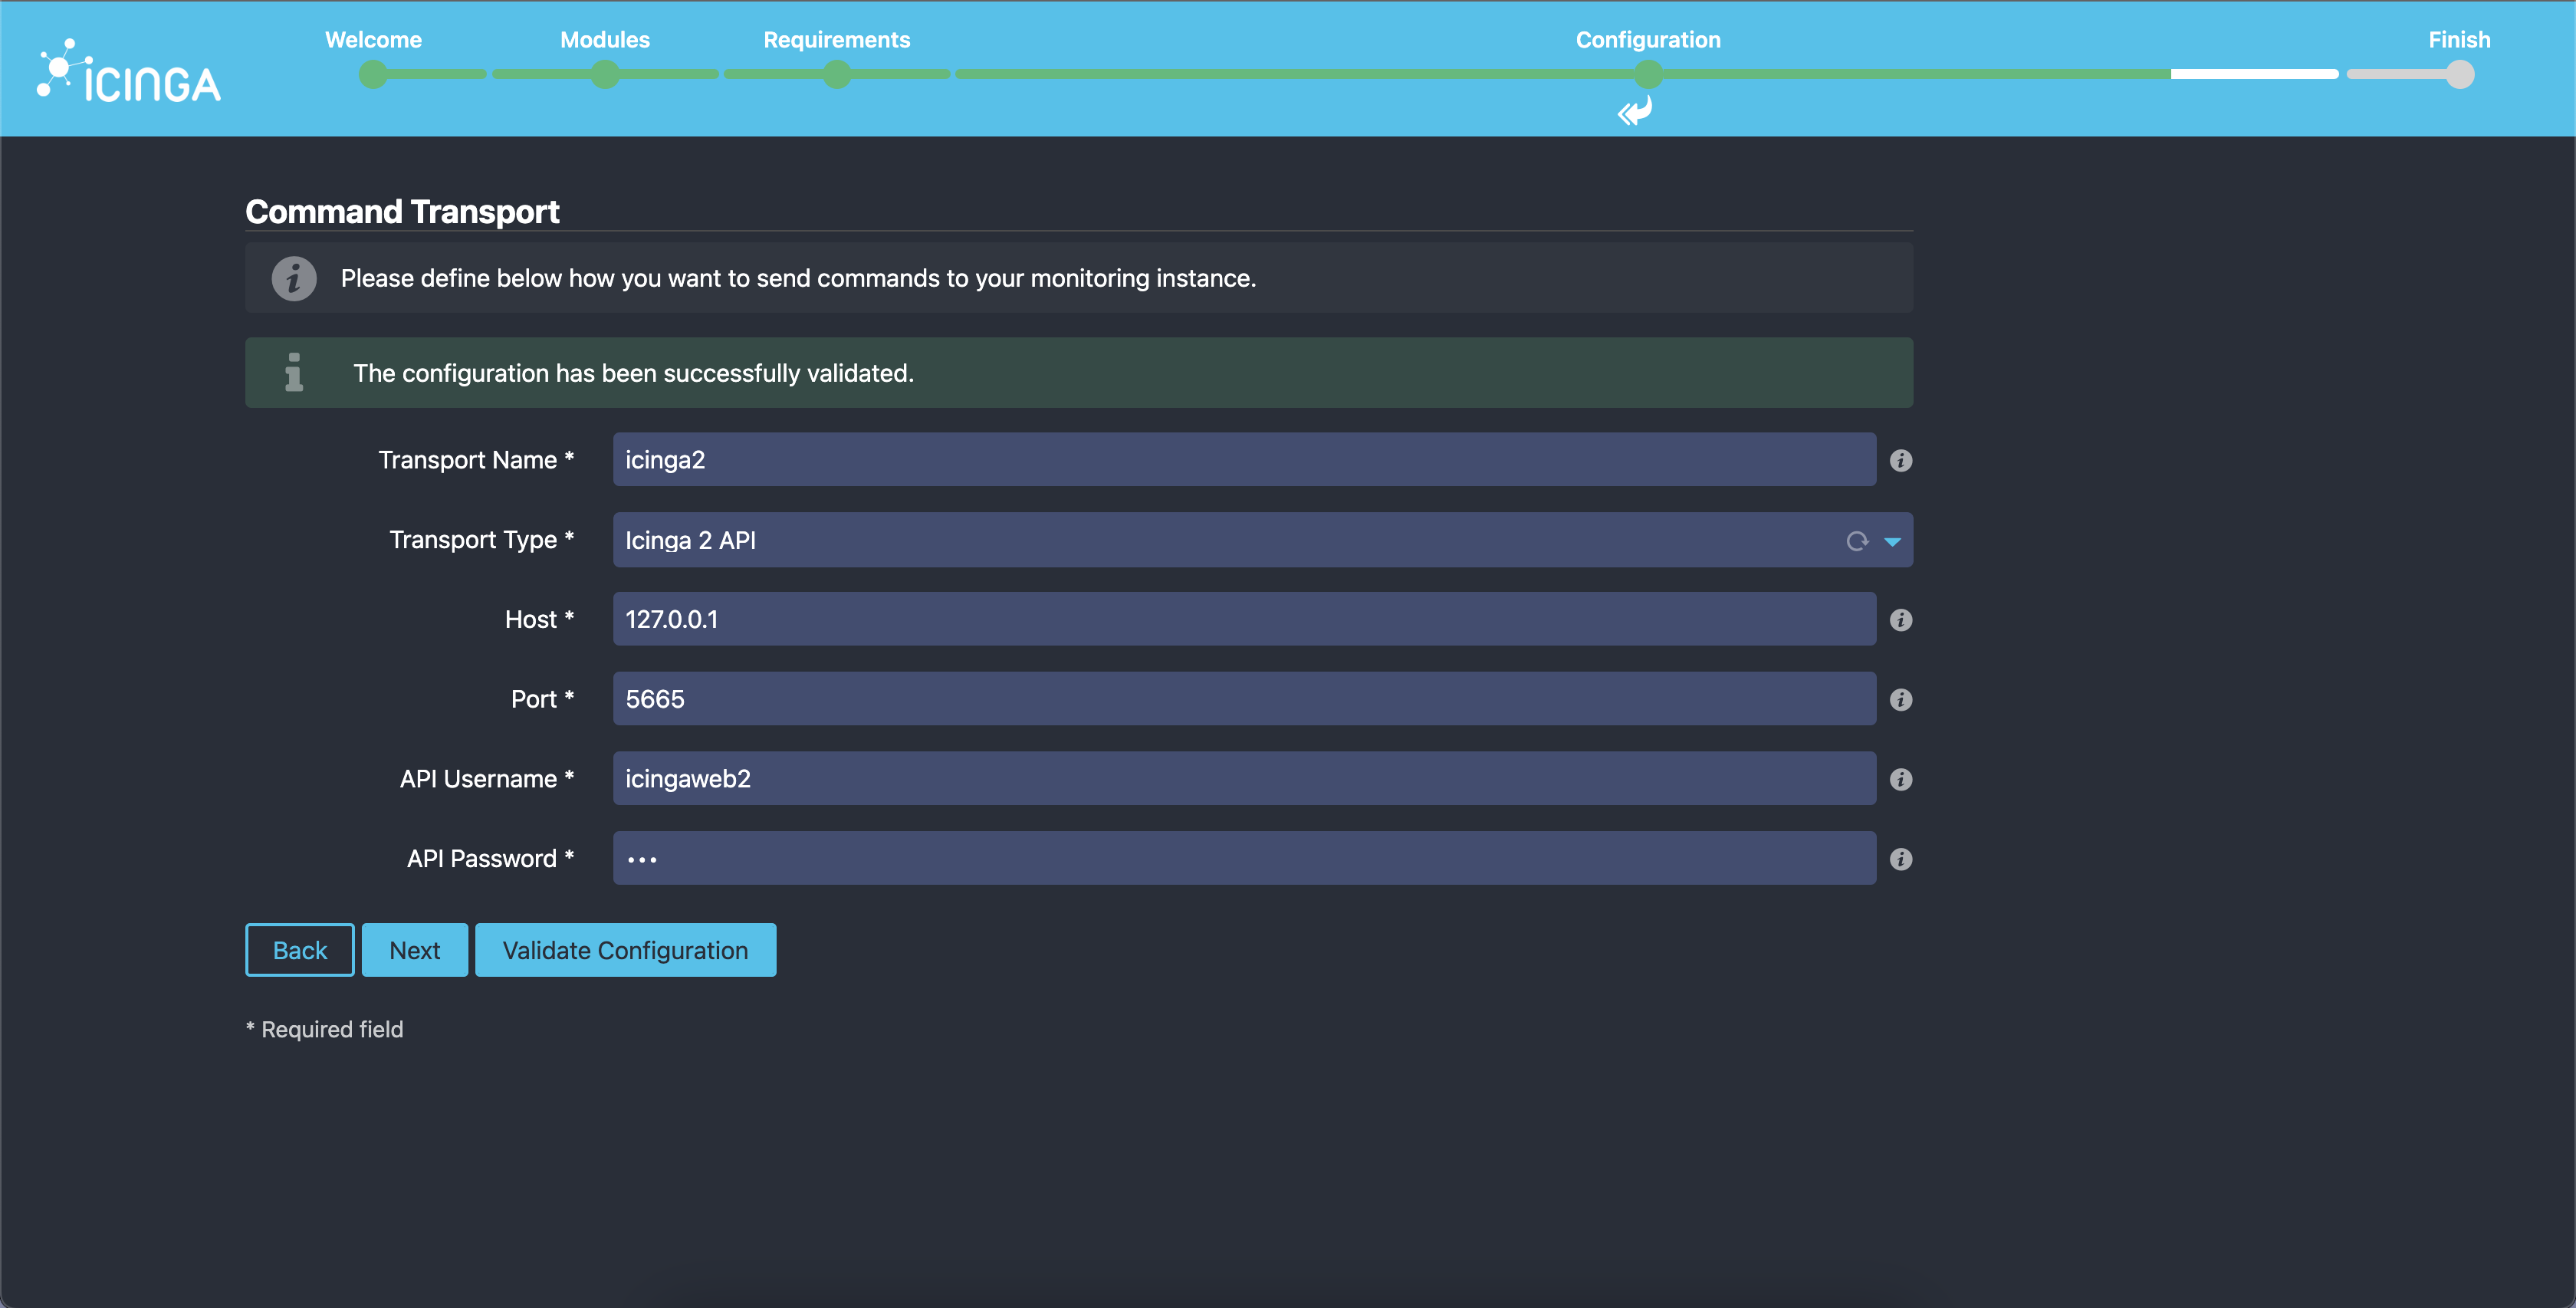 Welcome Modules Requirements Configuration Finish
ICINGA
Command Transport
Please define below how you want to send commands to your monitoring instance.
The configuration has been successfully validated.
Transport Name * icinga2
Transport Type * Icinga 2 API
Host * 127.0.0.1
Port * 5665
API Username * icingaweb2
API Password * •••
Back Next Validate Configuration
* Required field